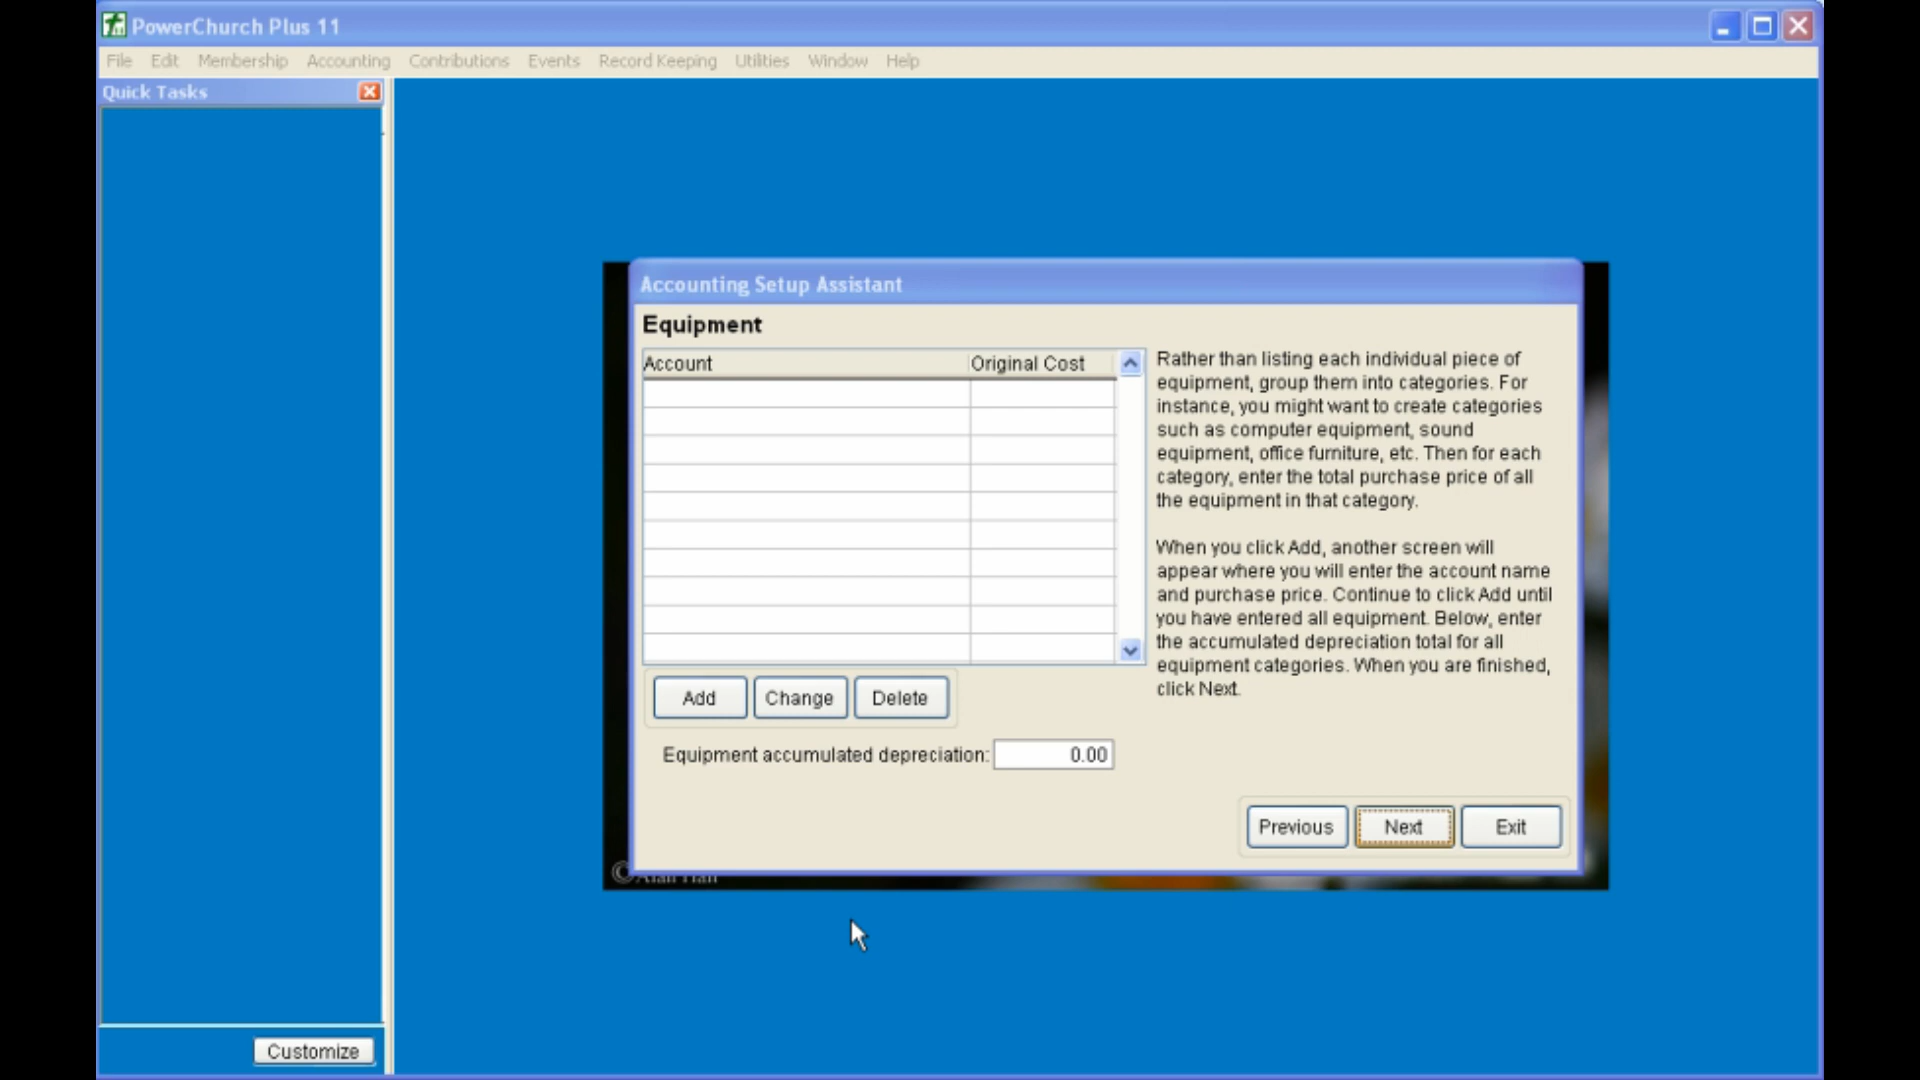 PowerChurch Plus 11
File Edit Membership Accounting Contributions Events Record Keeping Utilities Window Help
Quick Tasks
Accounting Setup Assistant
Equipment
Account Original Cost
Rather than listing each individual piece of
equipment, group them into categories. For
instance, you might want to create categories
such as computer equipment, sound
equipment, office furniture, etc. Then for each
category, enter the total purchase price of all
the equipment in that category.
When you click Add, another screen will
appear where you will enter the account name
and purchase price. Continue to click Add until
you have entered all equipment. Below, enter
the accumulated depreciation total for all
equipment categories. When you are finished,
click Next.
Add Change Delete
Equipment accumulated depreciation: 0.00
Previous Next Exit
©
Customize